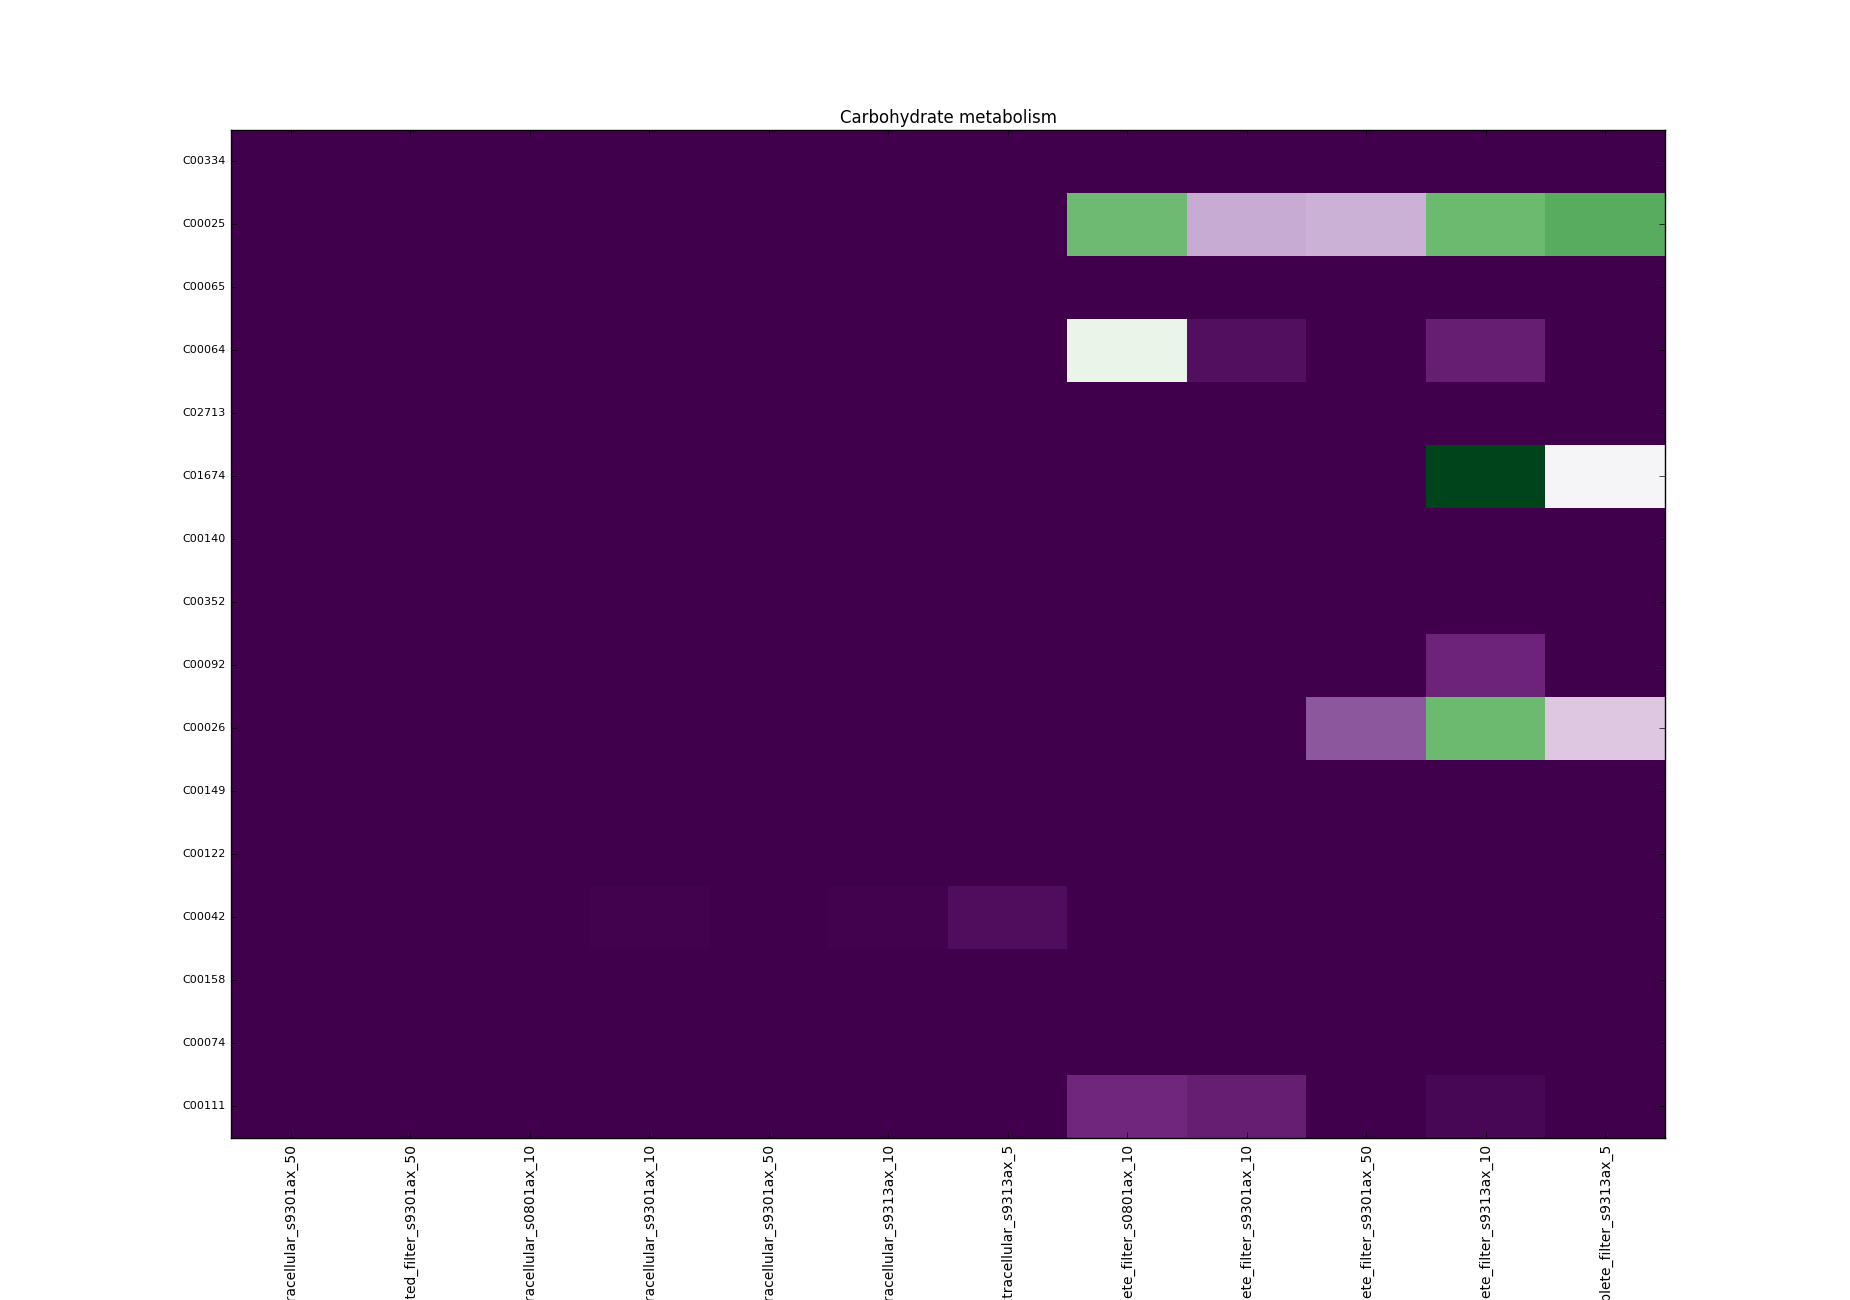 Carbohydrate metabolism
C00334
C00025
C00065
C00064
C02713
C01674
C00140
C00352
C00092
C00026
C00149
C00122
C00042
C00158
C00074
C00111
racellular_s9301ax_50
ted_filter_s9301ax_50
racellular_s0801ax_10
racellular_s9301ax_10
racellular_s9301ax_50
racellular_s9313ax_10
tracellular_s9313ax_5
ete_filter_s0801ax_10
ete_filter_s9301ax_10
ete_filter_s9301ax_50
ete_filter_s9313ax_10
plete_filter_s9313ax_5